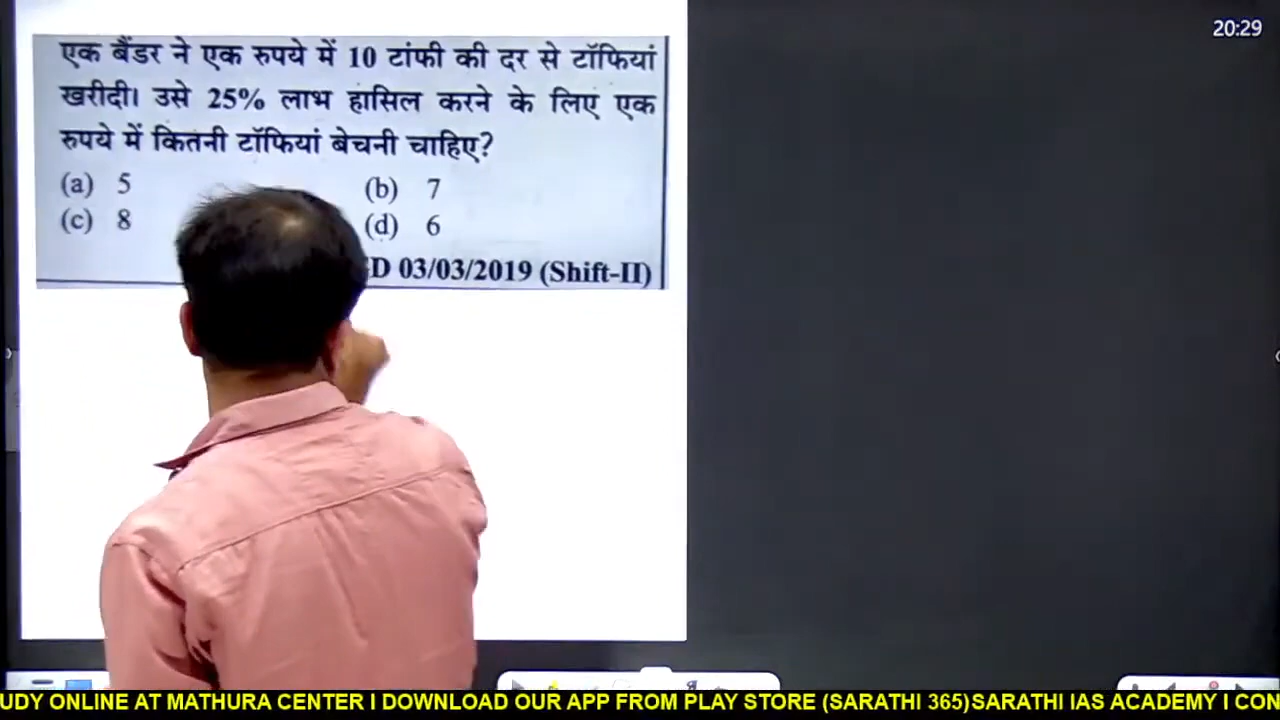 20:29
एक बैंडर ने एक रुपये में 10 टांफी की दर से टॉफियां
खरीदी। उसे 25% लाभ हासिल करने के लिए एक
रुपये में कितनी टॉफियां बेचनी चाहिए?
(a) 5 (b) 7
(c) 8 (d) 6
D 03/03/2019 (Shift-II)
UDY ONLINE AT MATHURA CENTER I DOWNLOAD OUR APP FROM PLAY STORE (SARATHI 365)SARATHI IAS ACADEMY I CON